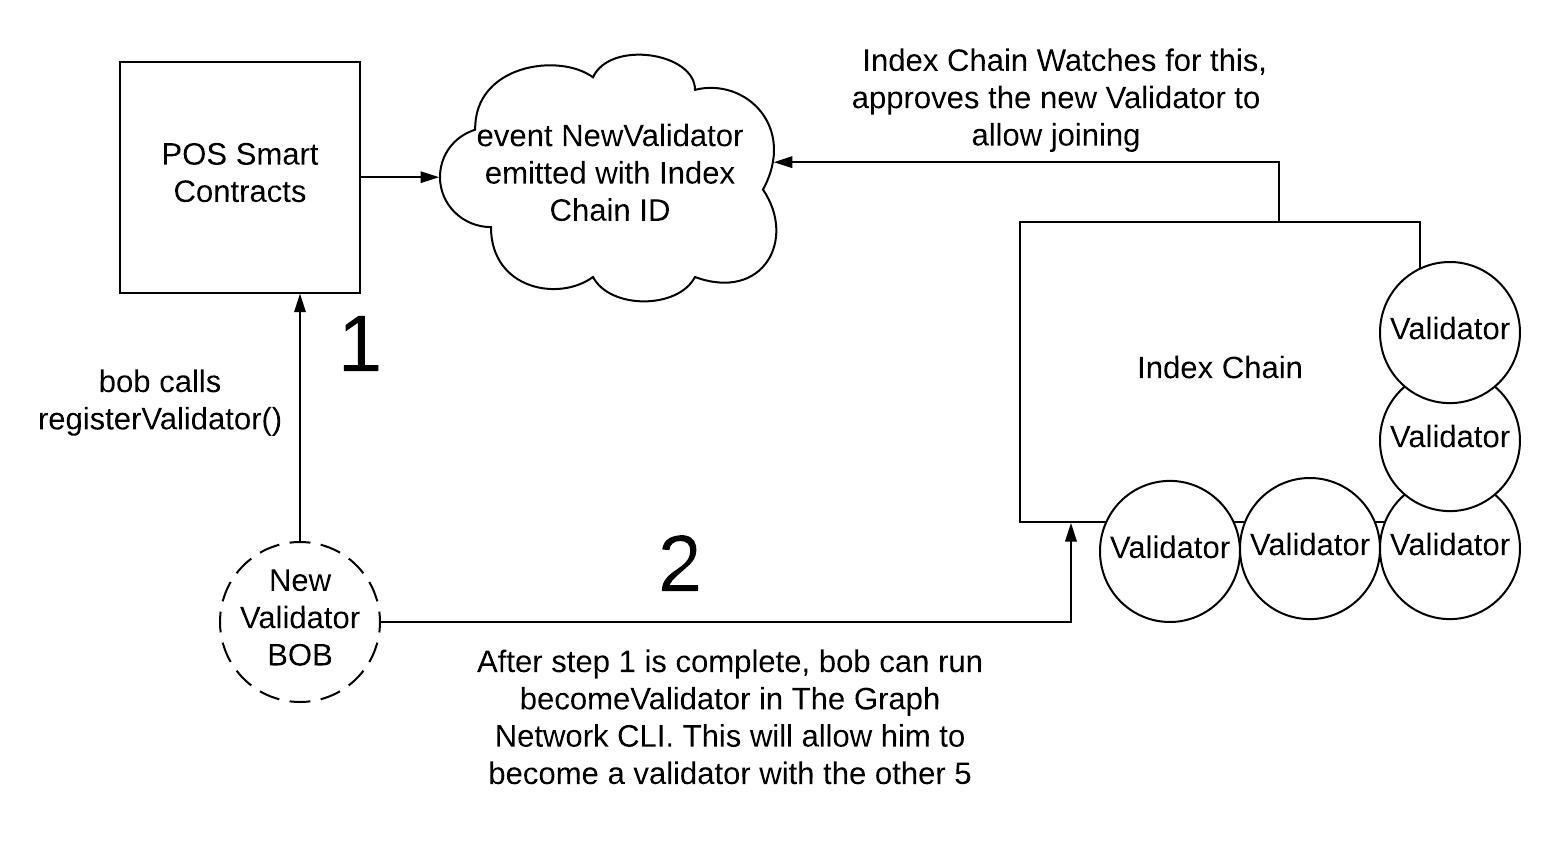 Index Chain Watches for this,
approves the new Validator to
allow joining
POS Smart
Contracts
event NewValidator
emitted with Index
Chain ID
1
bob calls
registerValidator()
Index Chain
Validator
Validator
Validator
Validator
Validator
New
Validator
BOB
2
After step 1 is complete, bob can run
becomeValidator in The Graph
Network CLI. This will allow him to
become a validator with the other 5